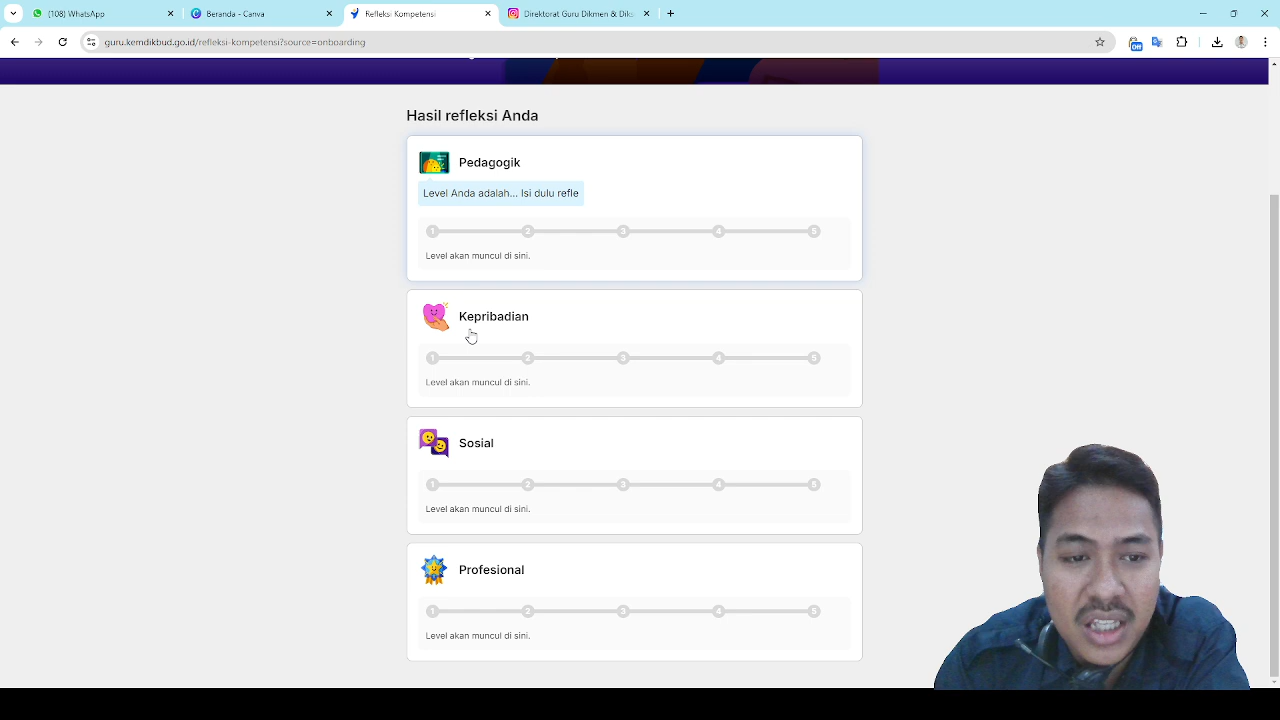 (108) WhatsApp
Beranda - Canva
Refleksi Kompetensi
Direktorat Guru Dikmen & Diks
guru.kemdikbud.go.id/refleksi-kompetensi?source=onboarding
Off
Hasil refleksi Anda
Pedagogik
Level Anda adalah... Isi dulu refle
1 2 3 4 5
Level akan muncul di sini.
Kepribadian
1 2 3 4 5
Level akan muncul di sini.
Sosial
1 2 3 4 5
Level akan muncul di sini.
Profesional
1 2 3 4 5
Level akan muncul di sini.